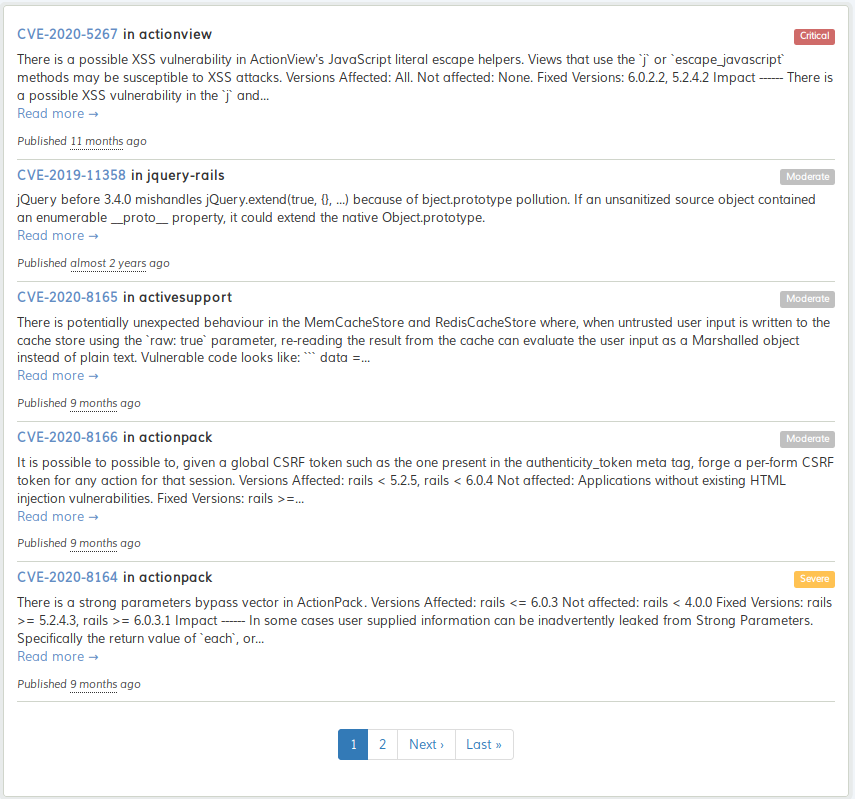 CVE-2020-5267 in actionview Critical
There is a possible XSS vulnerability in ActionView's JavaScript literal escape helpers. Views that use the `j` or `escape_javascript`
methods may be susceptible to XSS attacks. Versions Affected: All. Not affected: None. Fixed Versions: 6.0.2.2, 5.2.4.2 Impact ------ There is
a possible XSS vulnerability in the `j` and...
Read more →
Published 11 months ago
CVE-2019-11358 in jquery-rails Moderate
jQuery before 3.4.0 mishandles jQuery.extend(true, {}, ...) because of bject.prototype pollution. If an unsanitized source object contained
an enumerable __proto__ property, it could extend the native Object.prototype.
Read more →
Published almost 2 years ago
CVE-2020-8165 in activesupport Moderate
There is potentially unexpected behaviour in the MemCacheStore and RedisCacheStore where, when untrusted user input is written to the
cache store using the `raw: true` parameter, re-reading the result from the cache can evaluate the user input as a Marshalled object
instead of plain text. Vulnerable code looks like: ``` data =...
Read more →
Published 9 months ago
CVE-2020-8166 in actionpack Moderate
It is possible to possible to, given a global CSRF token such as the one present in the authenticity_token meta tag, forge a per-form CSRF
token for any action for that session. Versions Affected: rails < 5.2.5, rails < 6.0.4 Not affected: Applications without existing HTML
injection vulnerabilities. Fixed Versions: rails >=...
Read more →
Published 9 months ago
CVE-2020-8164 in actionpack Severe
There is a strong parameters bypass vector in ActionPack. Versions Affected: rails <= 6.0.3 Not affected: rails < 4.0.0 Fixed Versions: rails
>= 5.2.4.3, rails >= 6.0.3.1 Impact ------ In some cases user supplied information can be inadvertently leaked from Strong Parameters.
Specifically the return value of `each`, or...
Read more →
Published 9 months ago
1 2 Next › Last »